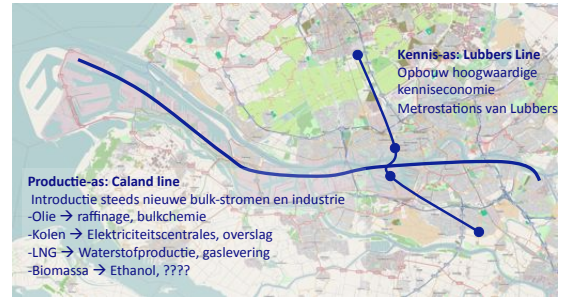 Kennis-as: Lubbers Line
Opbouw hoogwaardige
kenniseconomie
Metrostations van Lubbers
Productie-as: Caland line
Introductie steeds nieuwe bulk-stromen en industrie
-Olie → raffinage, bulkchemie
-Kolen → Elektriciteitscentrales, overslag
-LNG → Waterstofproductie, gaslevering
-Biomassa → Ethanol, ????